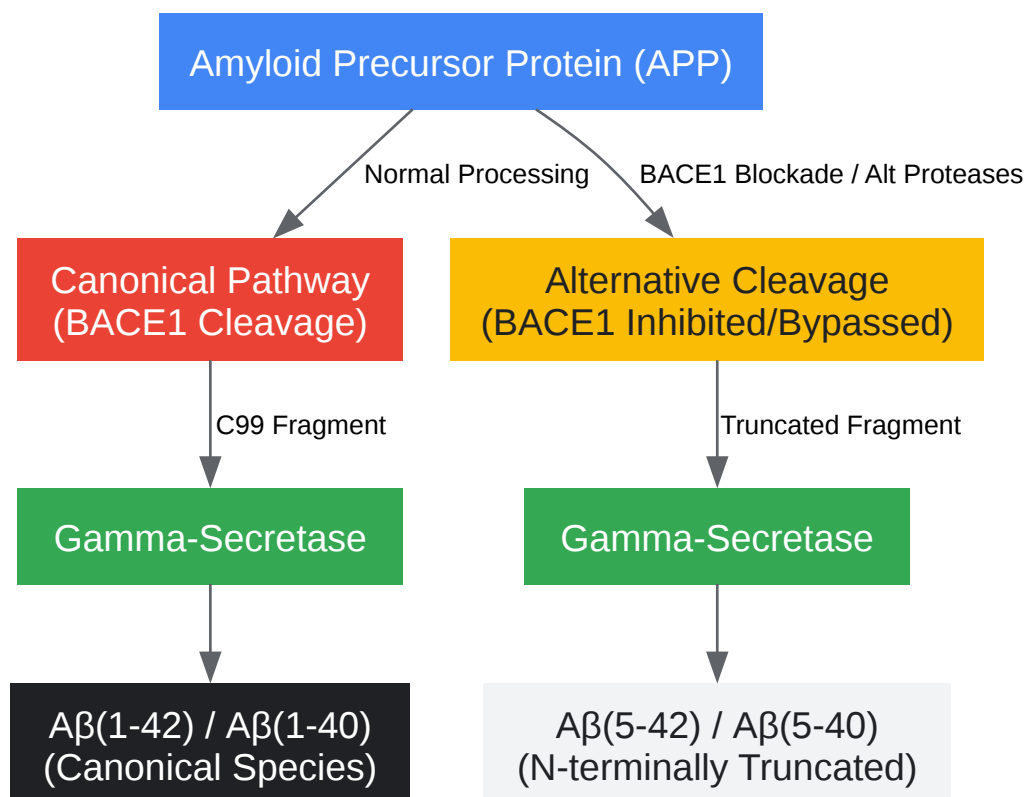 Amyloid Precursor Protein (APP)
Normal Processing
BACE1 Blockade / Alt Proteases
Canonical Pathway
(BACE1 Cleavage)
Alternative Cleavage
(BACE1 Inhibited/Bypassed)
C99 Fragment
Truncated Fragment
Gamma-Secretase
Gamma-Secretase
Aβ(1-42) / Aβ(1-40)
(Canonical Species)
Aβ(5-42) / Aβ(5-40)
(N-terminally Truncated)